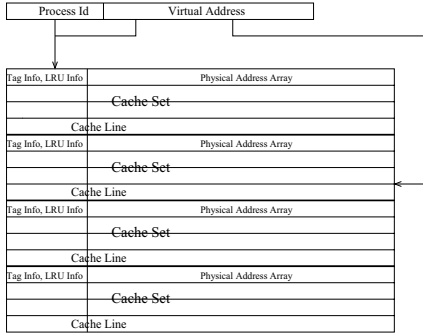 Process Id Virtual Address
Tag Info, LRU Info Physical Address Array
Cache Set
Cache Line
Tag Info, LRU Info Physical Address Array
Cache Set
Cache Line
Tag Info, LRU Info Physical Address Array
Cache Set
Cache Line
Tag Info, LRU Info Physical Address Array
Cache Set
Cache Line